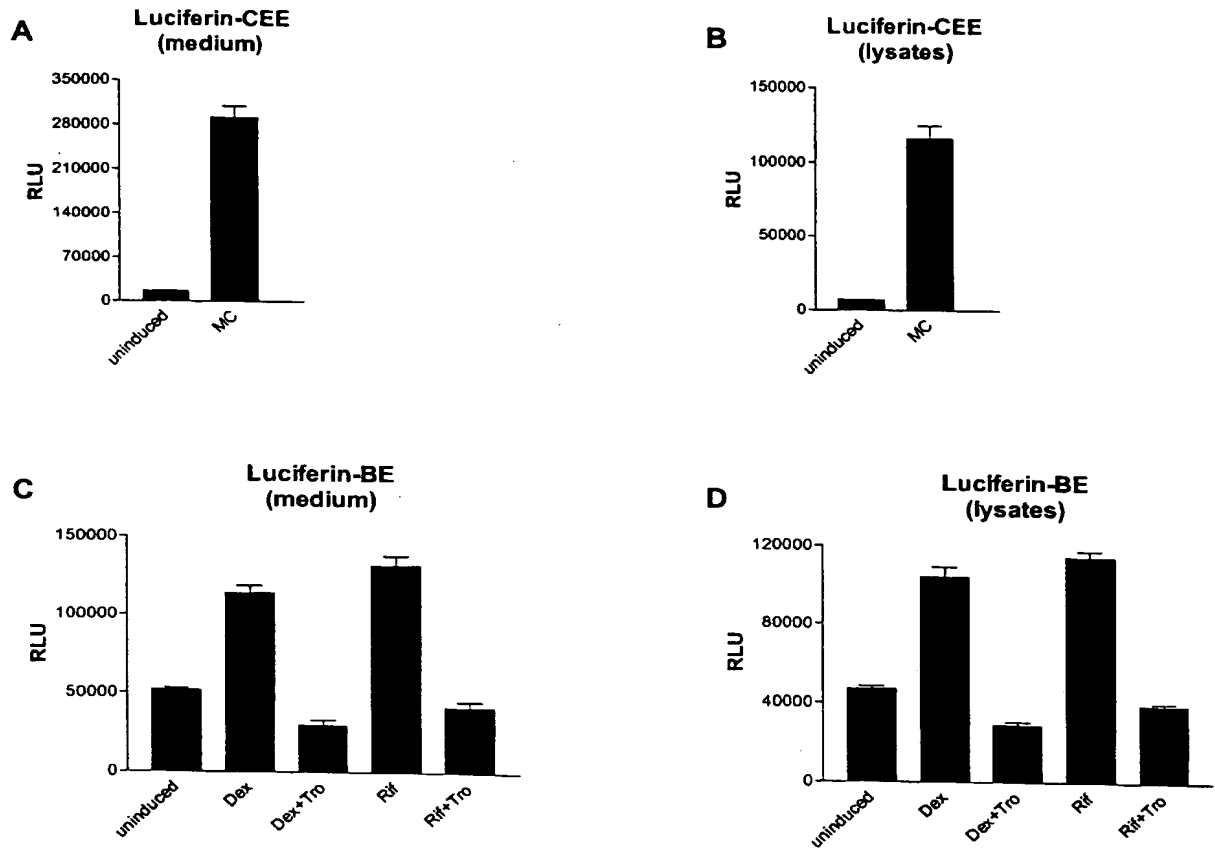 A
Luciferin-CEE
(medium)
350000
280000
210000
140000
70000
0
RLU
uninduced
MC
B
Luciferin-CEE
(lysates)
150000
100000
50000
0
RLU
uninduced
MC
C
Luciferin-BE
(medium)
150000
100000
50000
0
RLU
uninduced
Dex
Dex+Tro
Rif
Rif+Tro
D
Luciferin-BE
(lysates)
120000
80000
40000
0
RLU
uninduced
Dex
Dex+Tro
Rif
Rif+Tro